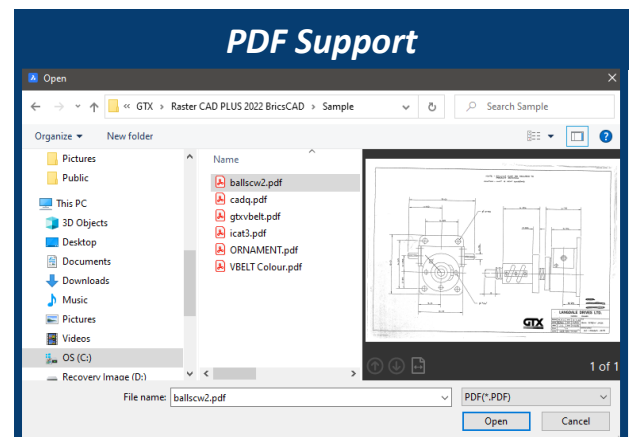 PDF Support
Open
« GTX › Raster CAD PLUS 2022 BricsCAD › Sample
Search Sample
Organize
New folder
Pictures
Public
This PC
3D Objects
Desktop
Documents
Downloads
Music
Pictures
Videos
OS (C:)
Recovery Image (D:)
Name
ballscw2.pdf
cadq.pdf
gtxvbelt.pdf
icat3.pdf
ORNAMENT.pdf
VBELT Colour.pdf
GTX
LANSDALE DRIVES LTD.
1 of 1
File name:
ballscw2.pdf
PDF(*.PDF)
Open
Cancel